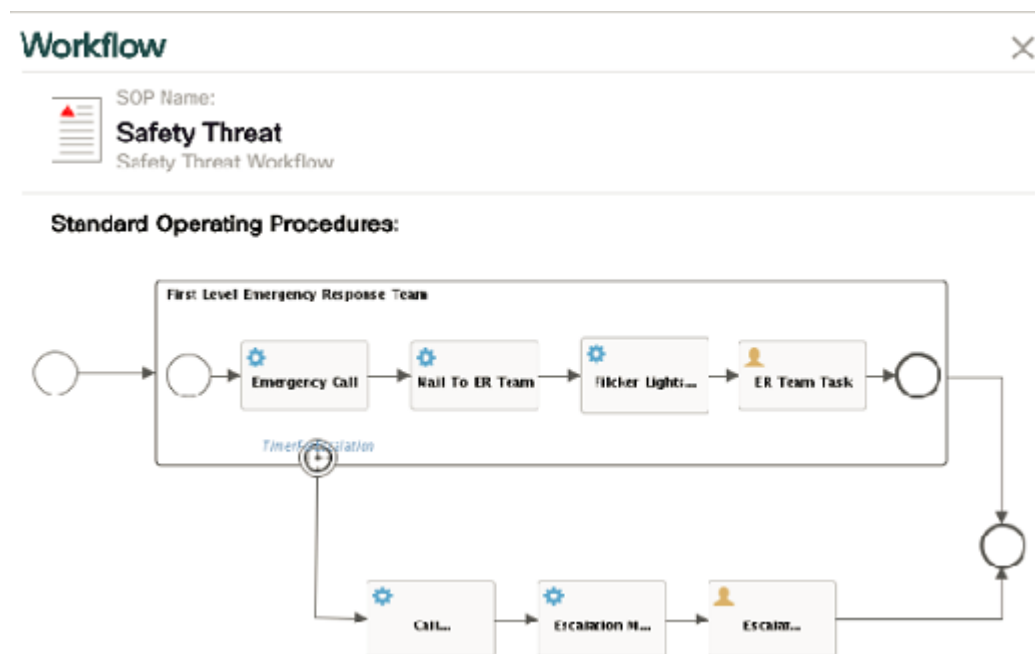 Workflow
SOP Name:
Safety Threat
Safety Threat Workflow
Standard Operating Procedures:
First Level Emergency Response Team
Emergency Call
Mail To ER Team
Flicker Lights...
ER Team Task
Call...
Escalation M...
Escalat...